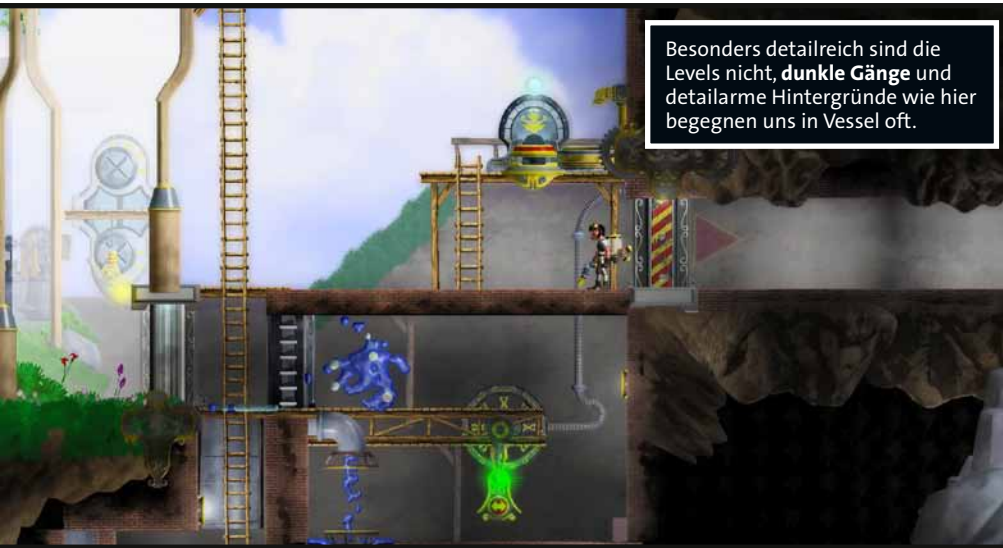 Besonders detailreich sind die
Levels nicht, dunkle Gänge und
detailarme Hintergründe wie hier
begegnen uns in Vessel oft.